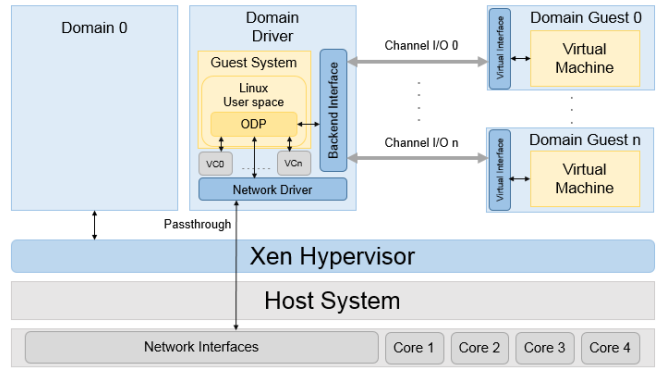 Domain 0
Domain
Driver
Guest System
Linux
User space
ODP
VC0
VCn
Backend Interface
Network Driver
Channel I/O 0
Channel I/O n
Domain Guest 0
Virtual Interface
Virtual
Machine
Domain Guest n
Virtual Interface
Virtual
Machine
Passthrough
Xen Hypervisor
Host System
Network Interfaces
Core 1
Core 2
Core 3
Core 4